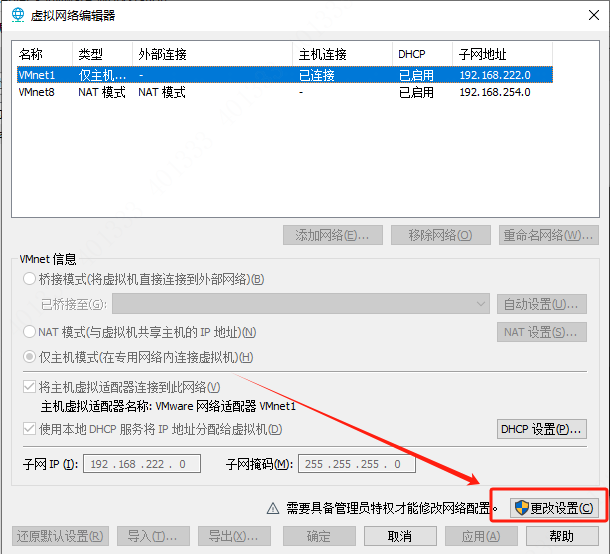 虚拟网络编辑器
名称 类型 外部连接 主机连接 DHCP 子网地址
VMnet1 仅主机... - 已连接 已启用 192.168.222.0
VMnet8 NAT 模式 NAT 模式 - 已启用 192.168.254.0
添加网络(E)... 移除网络(O) 重命名网络(W)...
VMnet 信息
桥接模式(将虚拟机直接连接到外部网络)(B)
已桥接至(G): 自动设置(U)...
NAT 模式(与虚拟机共享主机的 IP 地址)(N) NAT 设置(S)...
仅主机模式(在专用网络内连接虚拟机)(H)
将主机虚拟适配器连接到此网络(V)
主机虚拟适配器名称: VMware 网络适配器 VMnet1
使用本地 DHCP 服务将 IP 地址分配给虚拟机(D) DHCP 设置(P)...
子网 IP (I): 192 . 168 . 222 . 0 子网掩码(M): 255 . 255 . 255 . 0
需要具备管理员特权才能修改网络配置。 更改设置(C)
还原默认设置(R) 导入(T)... 导出(X)... 确定 取消 应用(A) 帮助